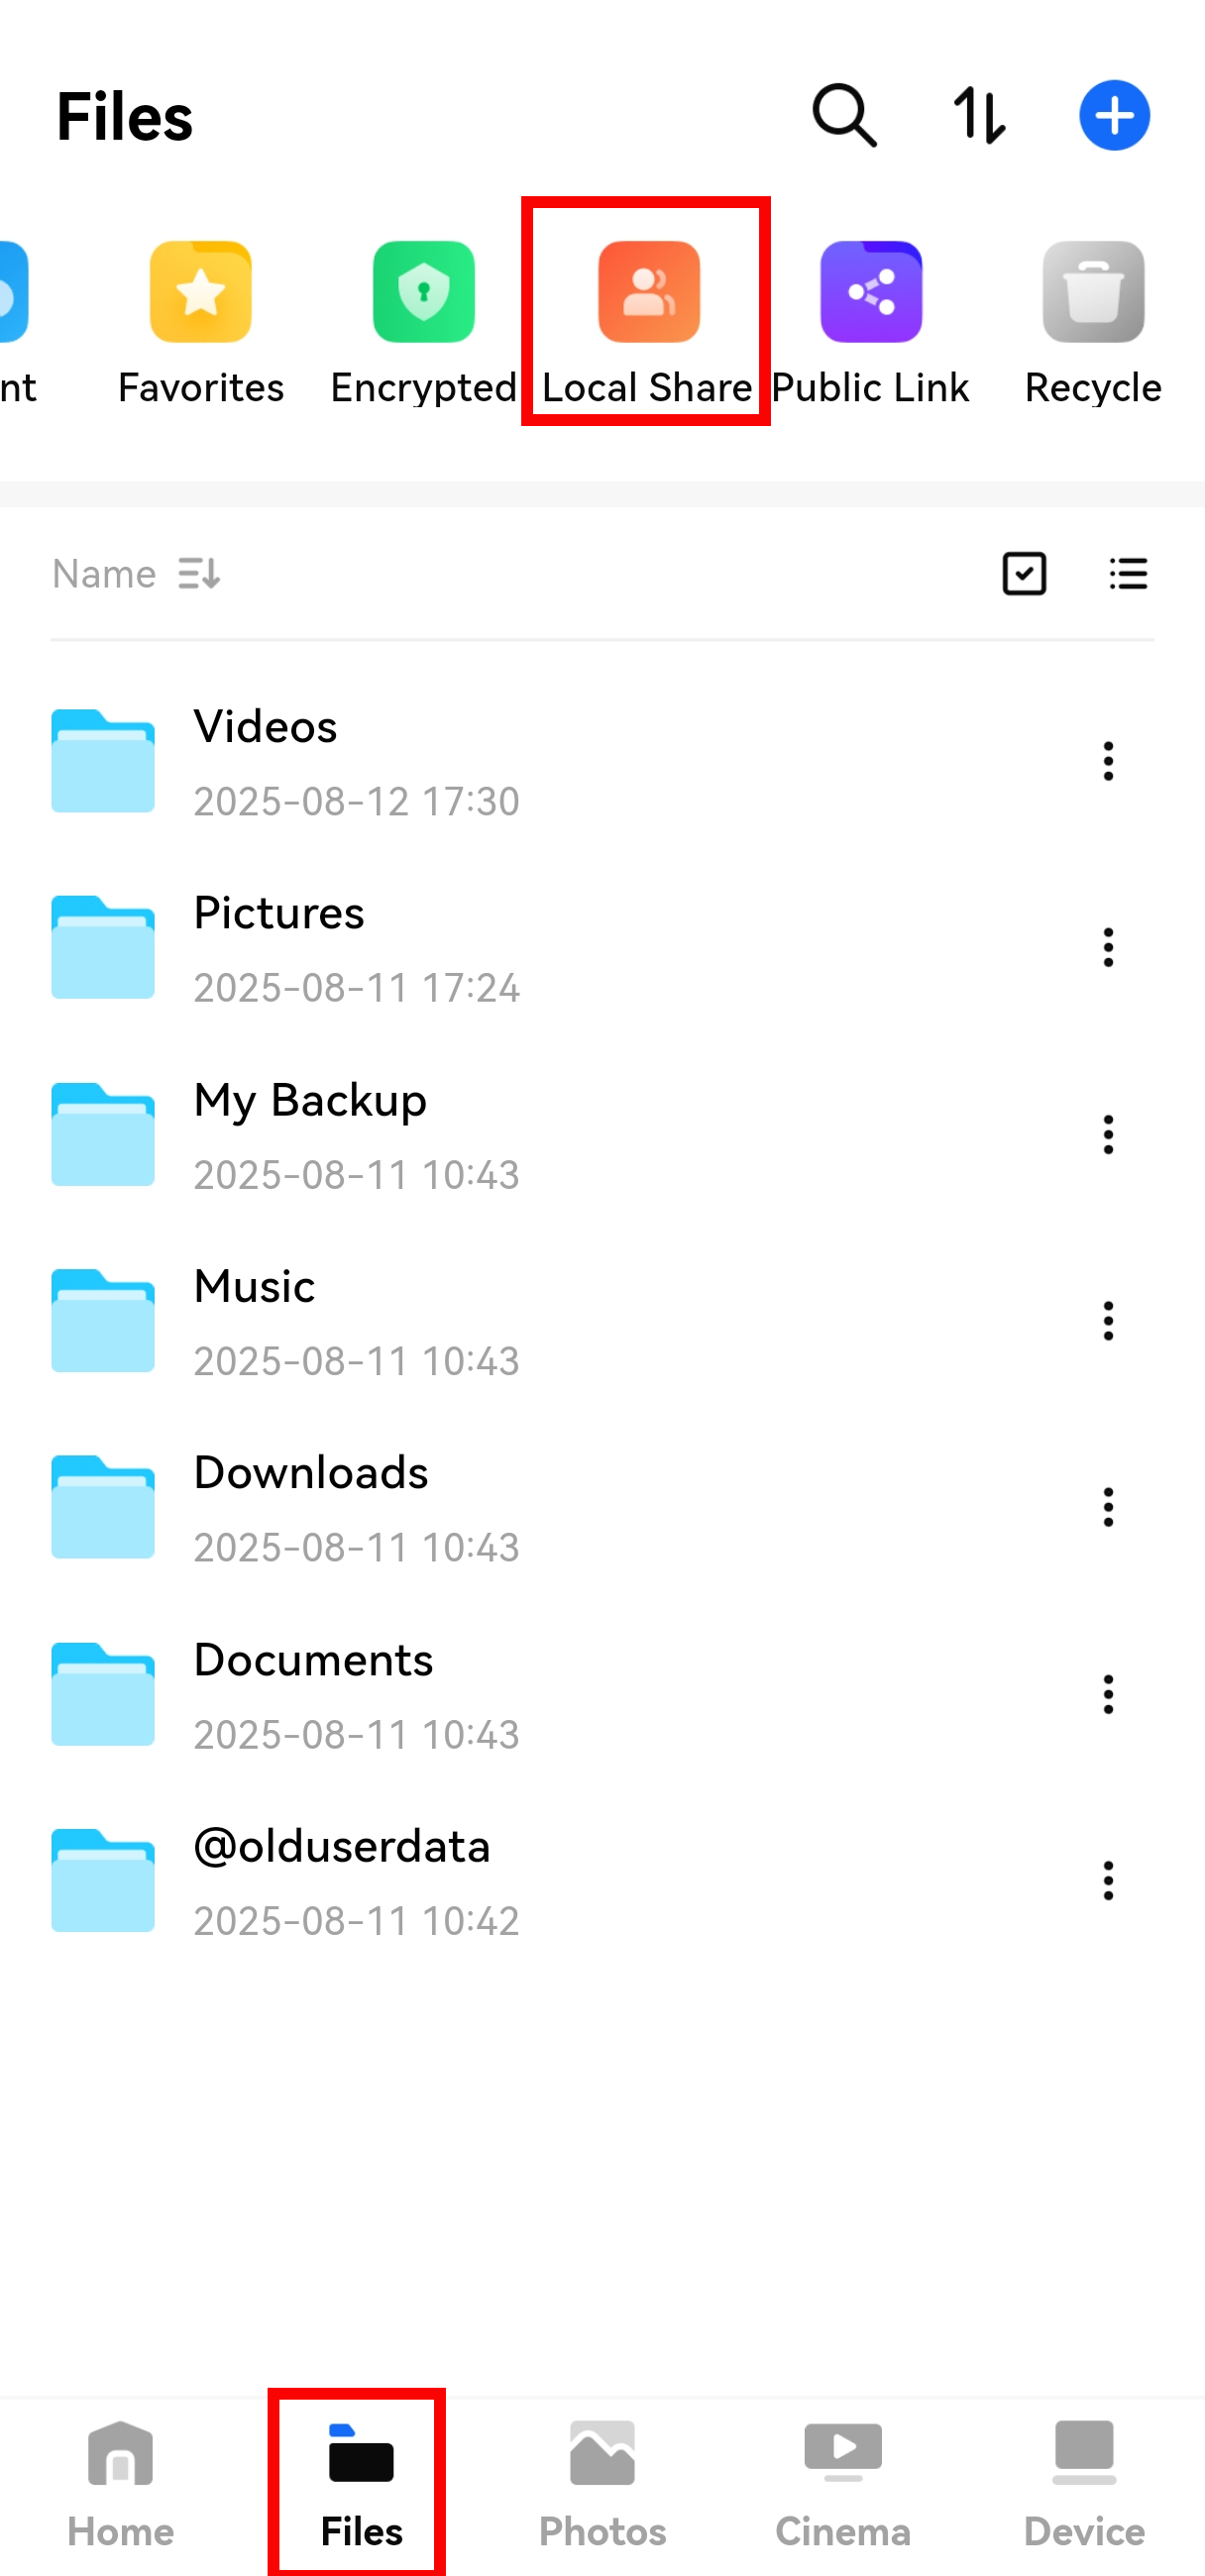 Files
nt Favorites Encrypted Local Share Public Link Recycle
Name
Videos
2025-08-12 17:30
Pictures
2025-08-11 17:24
My Backup
2025-08-11 10:43
Music
2025-08-11 10:43
Downloads
2025-08-11 10:43
Documents
2025-08-11 10:43
@olduserdata
2025-08-11 10:42
Home Files Photos Cinema Device